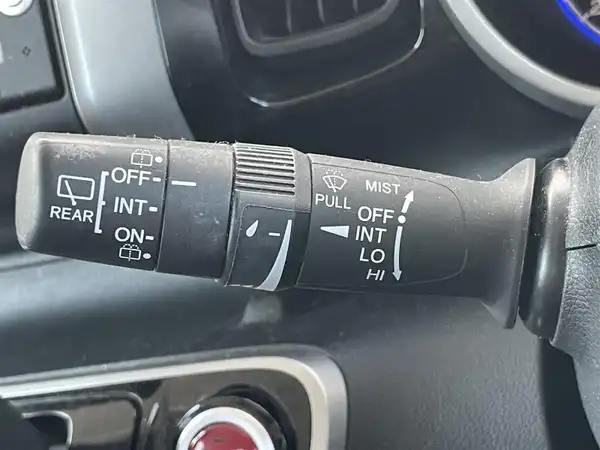 OFF
INT
ON
REAR
PULL
MIST
OFF
INT
LO
HI